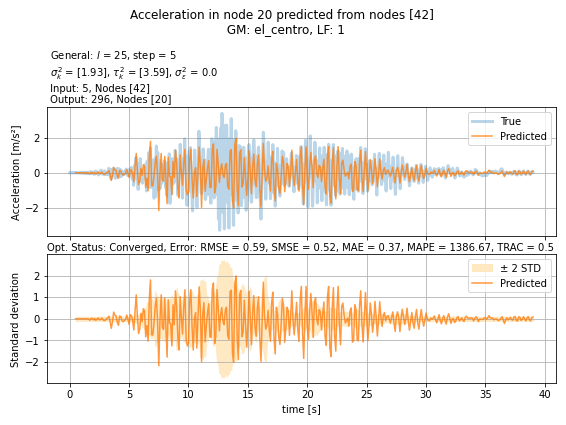 Acceleration in node 20 predicted from nodes [42]
GM: el_centro, LF: 1
General: l = 25, step = 5
σ²ₖ = [1.93], τ²ₖ = [3.59], σ²ε = 0.0
Input: 5, Nodes [42]
Output: 296, Nodes [20]
Acceleration [m/s²]
2
0
−2
True
Predicted
Opt. Status: Converged, Error: RMSE = 0.59, SMSE = 0.52, MAE = 0.37, MAPE = 1386.67, TRAC = 0.5
Standard deviation
2
1
0
−1
−2
± 2 STD
Predicted
0 5 10 15 20 25 30 35 40
time [s]